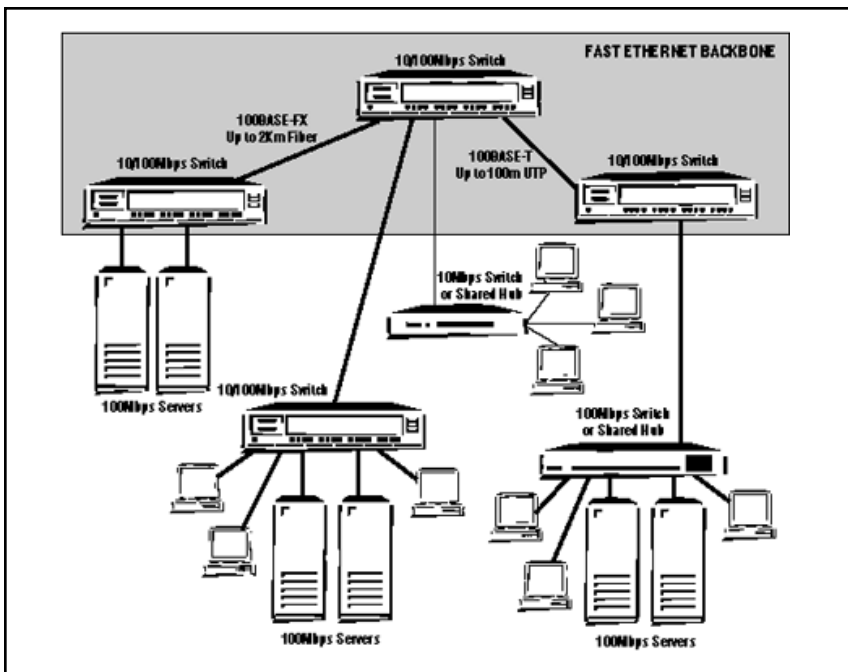 FAST ETHERNET BACKBONE
10/100Mbps Switch
100BASE-FX
Up to 2Km Fiber
100BASE-T
Up to 100m UTP
10/100Mbps Switch
10/100Mbps Switch
10Mbps Switch
or Shared Hub
100Mbps Servers
10/100Mbps Switch
100Mbps Switch
or Shared Hub
100Mbps Servers
100Mbps Servers